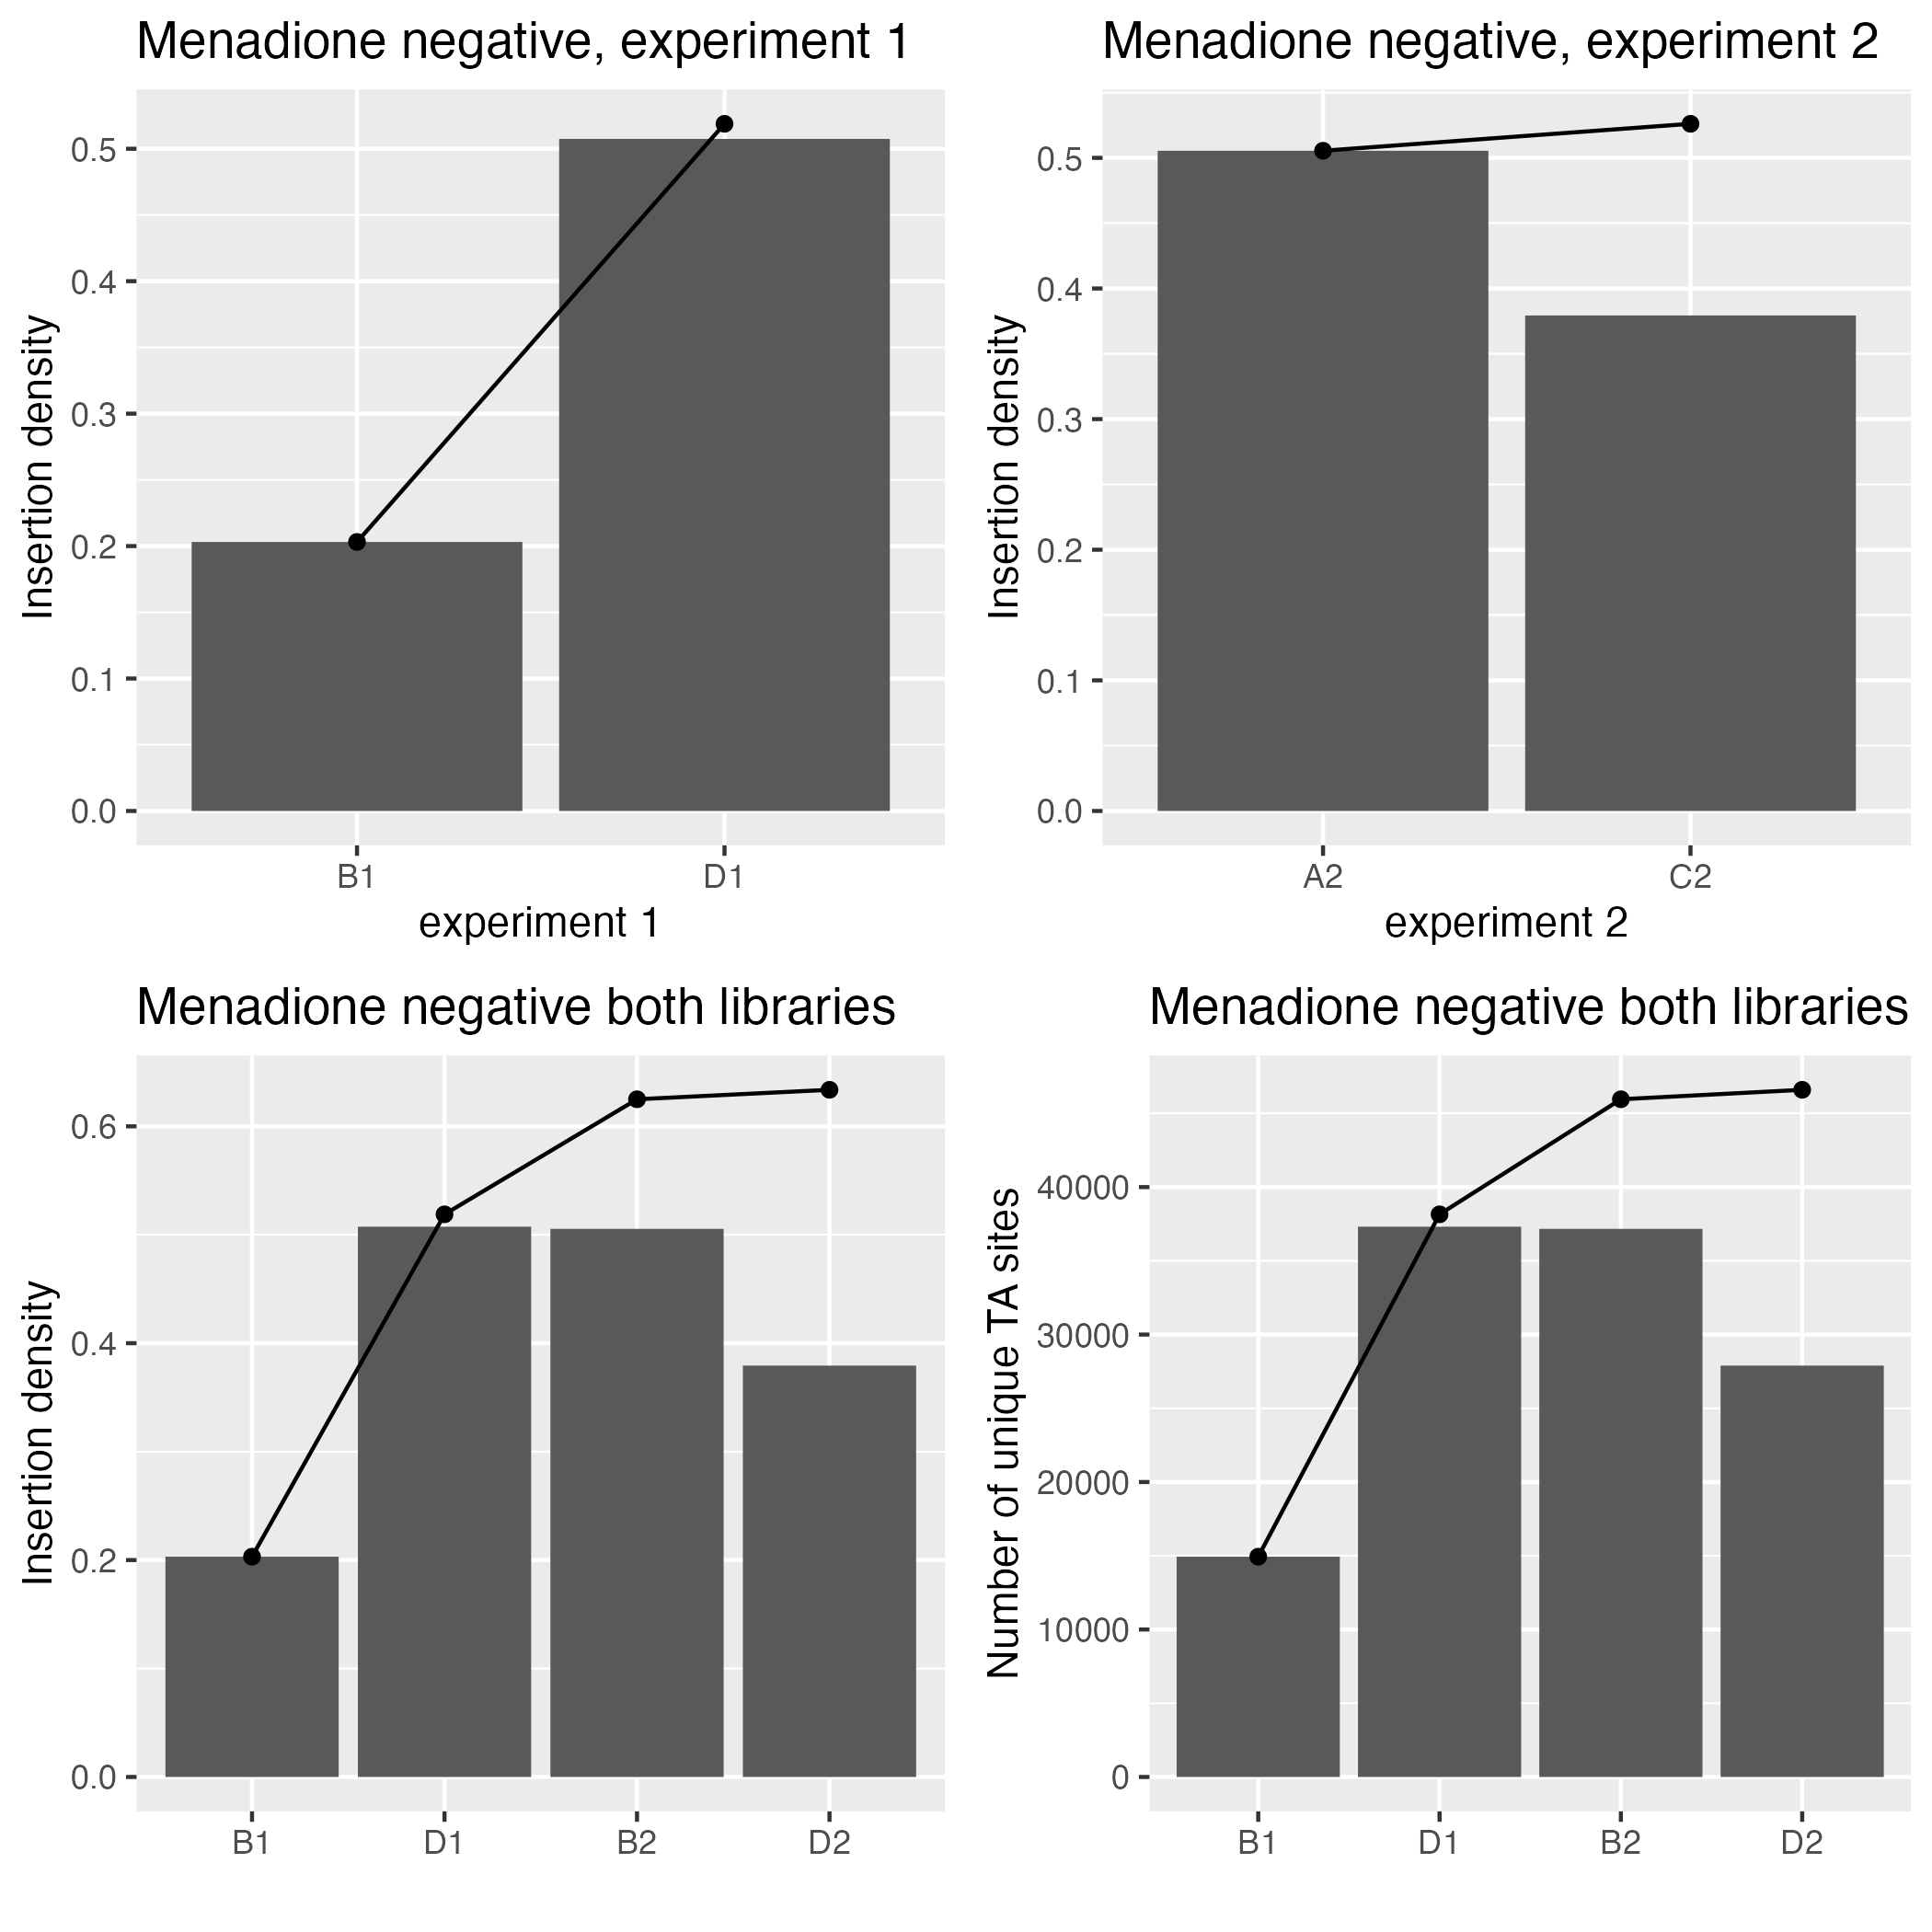 Menadione negative, experiment 1
Insertion density
0.5
0.4
0.3
0.2
0.1
0.0
B1 D1
experiment 1
Menadione negative, experiment 2
Insertion density
0.5
0.4
0.3
0.2
0.1
0.0
A2 C2
experiment 2
Menadione negative both libraries
Insertion density
0.6
0.4
0.2
0.0
B1 D1 B2 D2
Menadione negative both libraries
Number of unique TA sites
40000
30000
20000
10000
0
B1 D1 B2 D2